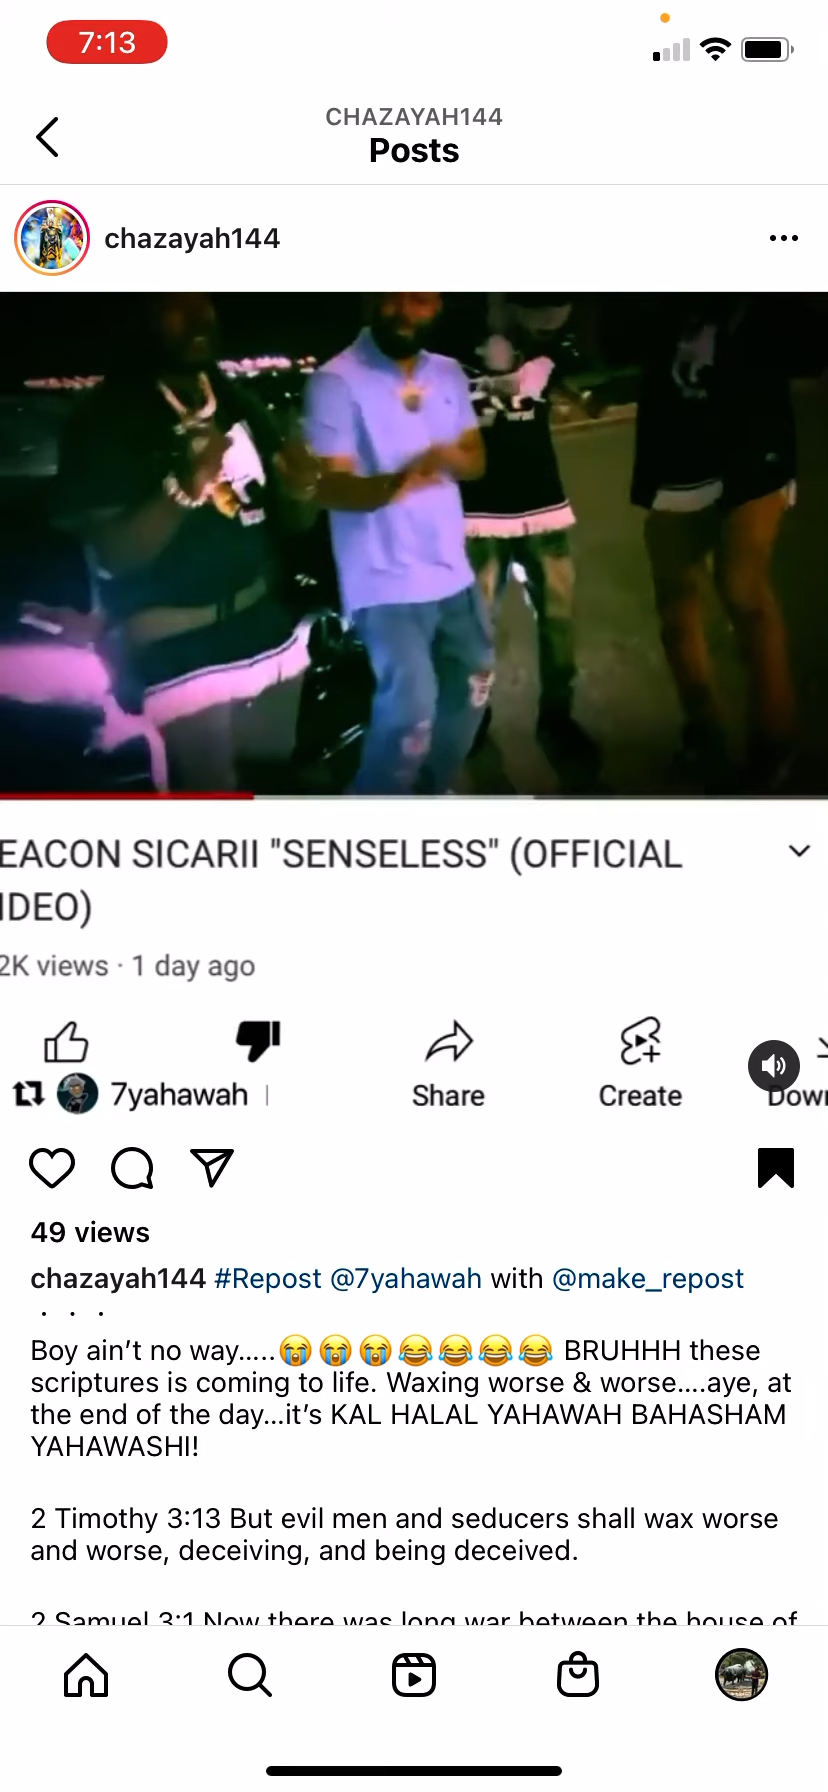 7:13
CHAZAYAH144
Posts
chazayah144
EACON SICARII "SENSELESS" (OFFICIAL
IDEO)
2K views · 1 day ago
7yahawah
Share
Create
Down
49 views
chazayah144 #Repost @7yahawah with @make_repost
· · ·
Boy ain’t no way.....😭😭😭😂😂😂😂 BRUHHH these
scriptures is coming to life. Waxing worse & worse....aye, at
the end of the day...it’s KAL HALAL YAHAWAH BAHASHAM
YAHAWASHI!
2 Timothy 3:13 But evil men and seducers shall wax worse
and worse, deceiving, and being deceived.
2 Samuel 3:1 Now there was long war between the house of